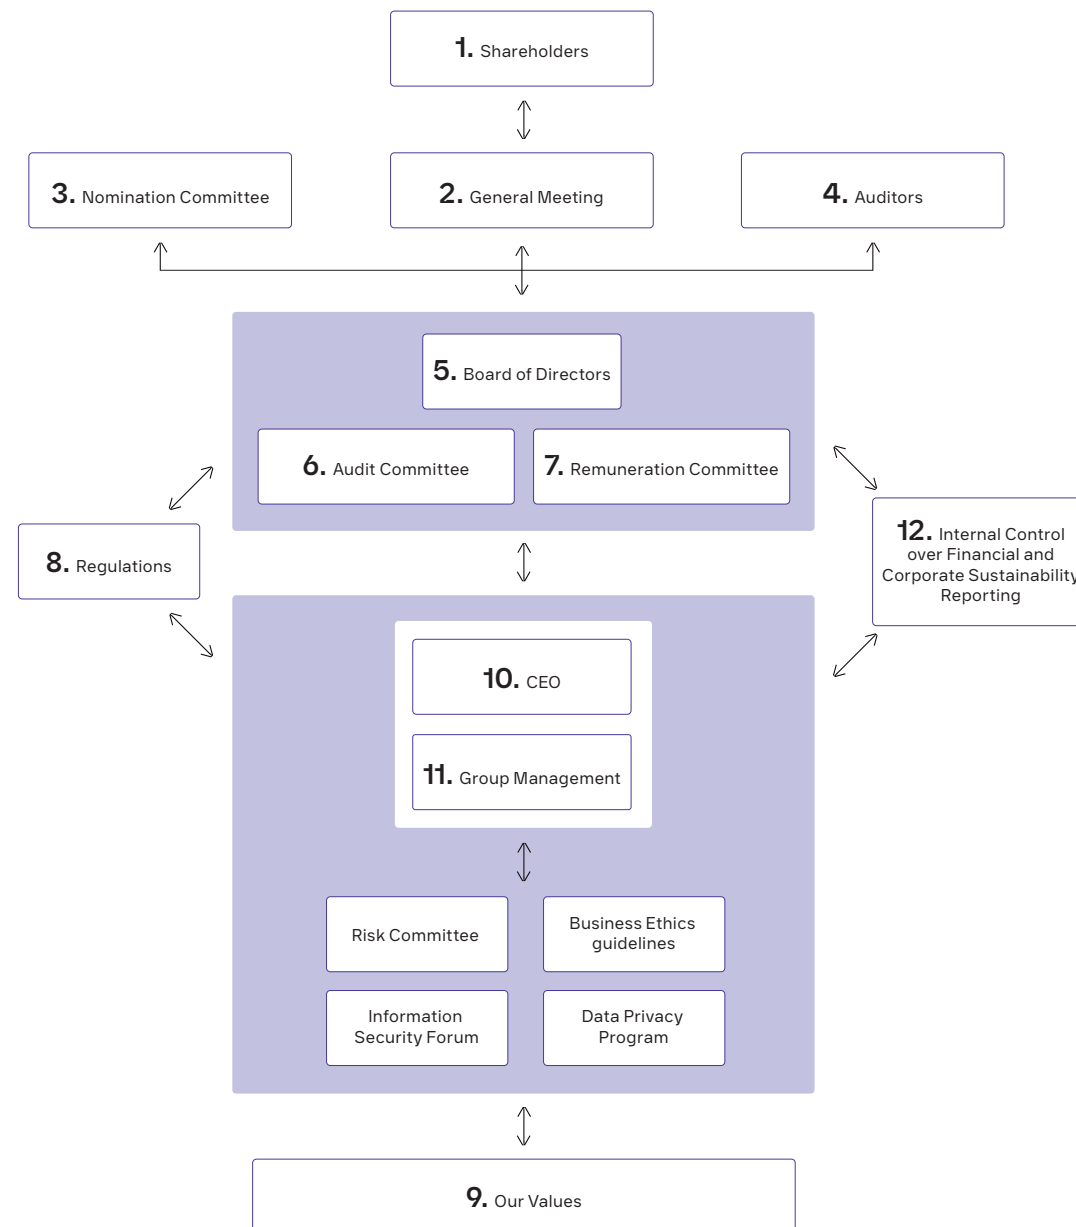 1. Shareholders
3. Nomination Committee
2. General Meeting
4. Auditors
5. Board of Directors
6. Audit Committee
7. Remuneration Committee
8. Regulations
12. Internal Control
over Financial and
Corporate Sustainability
Reporting
10. CEO
11. Group Management
Risk Committee
Business Ethics
guidelines
Information
Security Forum
Data Privacy
Program
9. Our Values